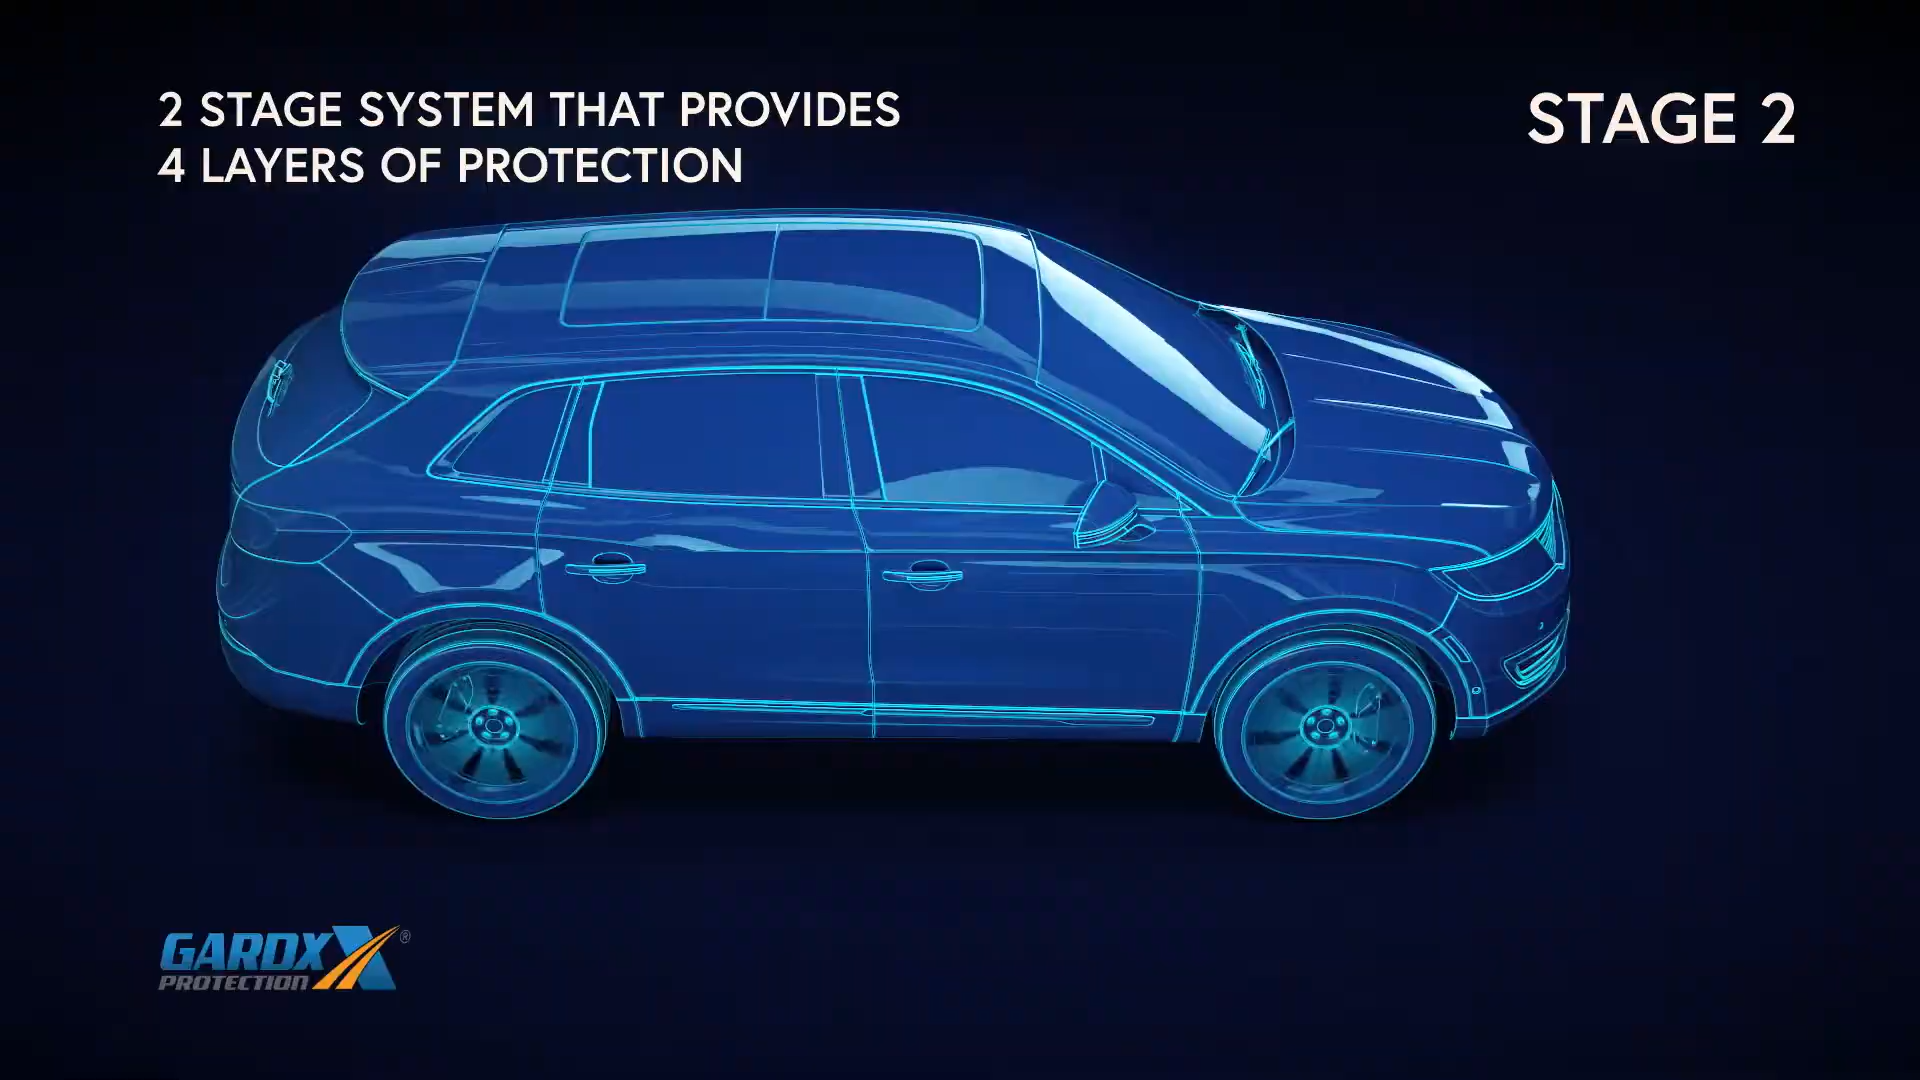 2 STAGE SYSTEM THAT PROVIDES
4 LAYERS OF PROTECTION
STAGE 2
GARDX ®
PROTECTION